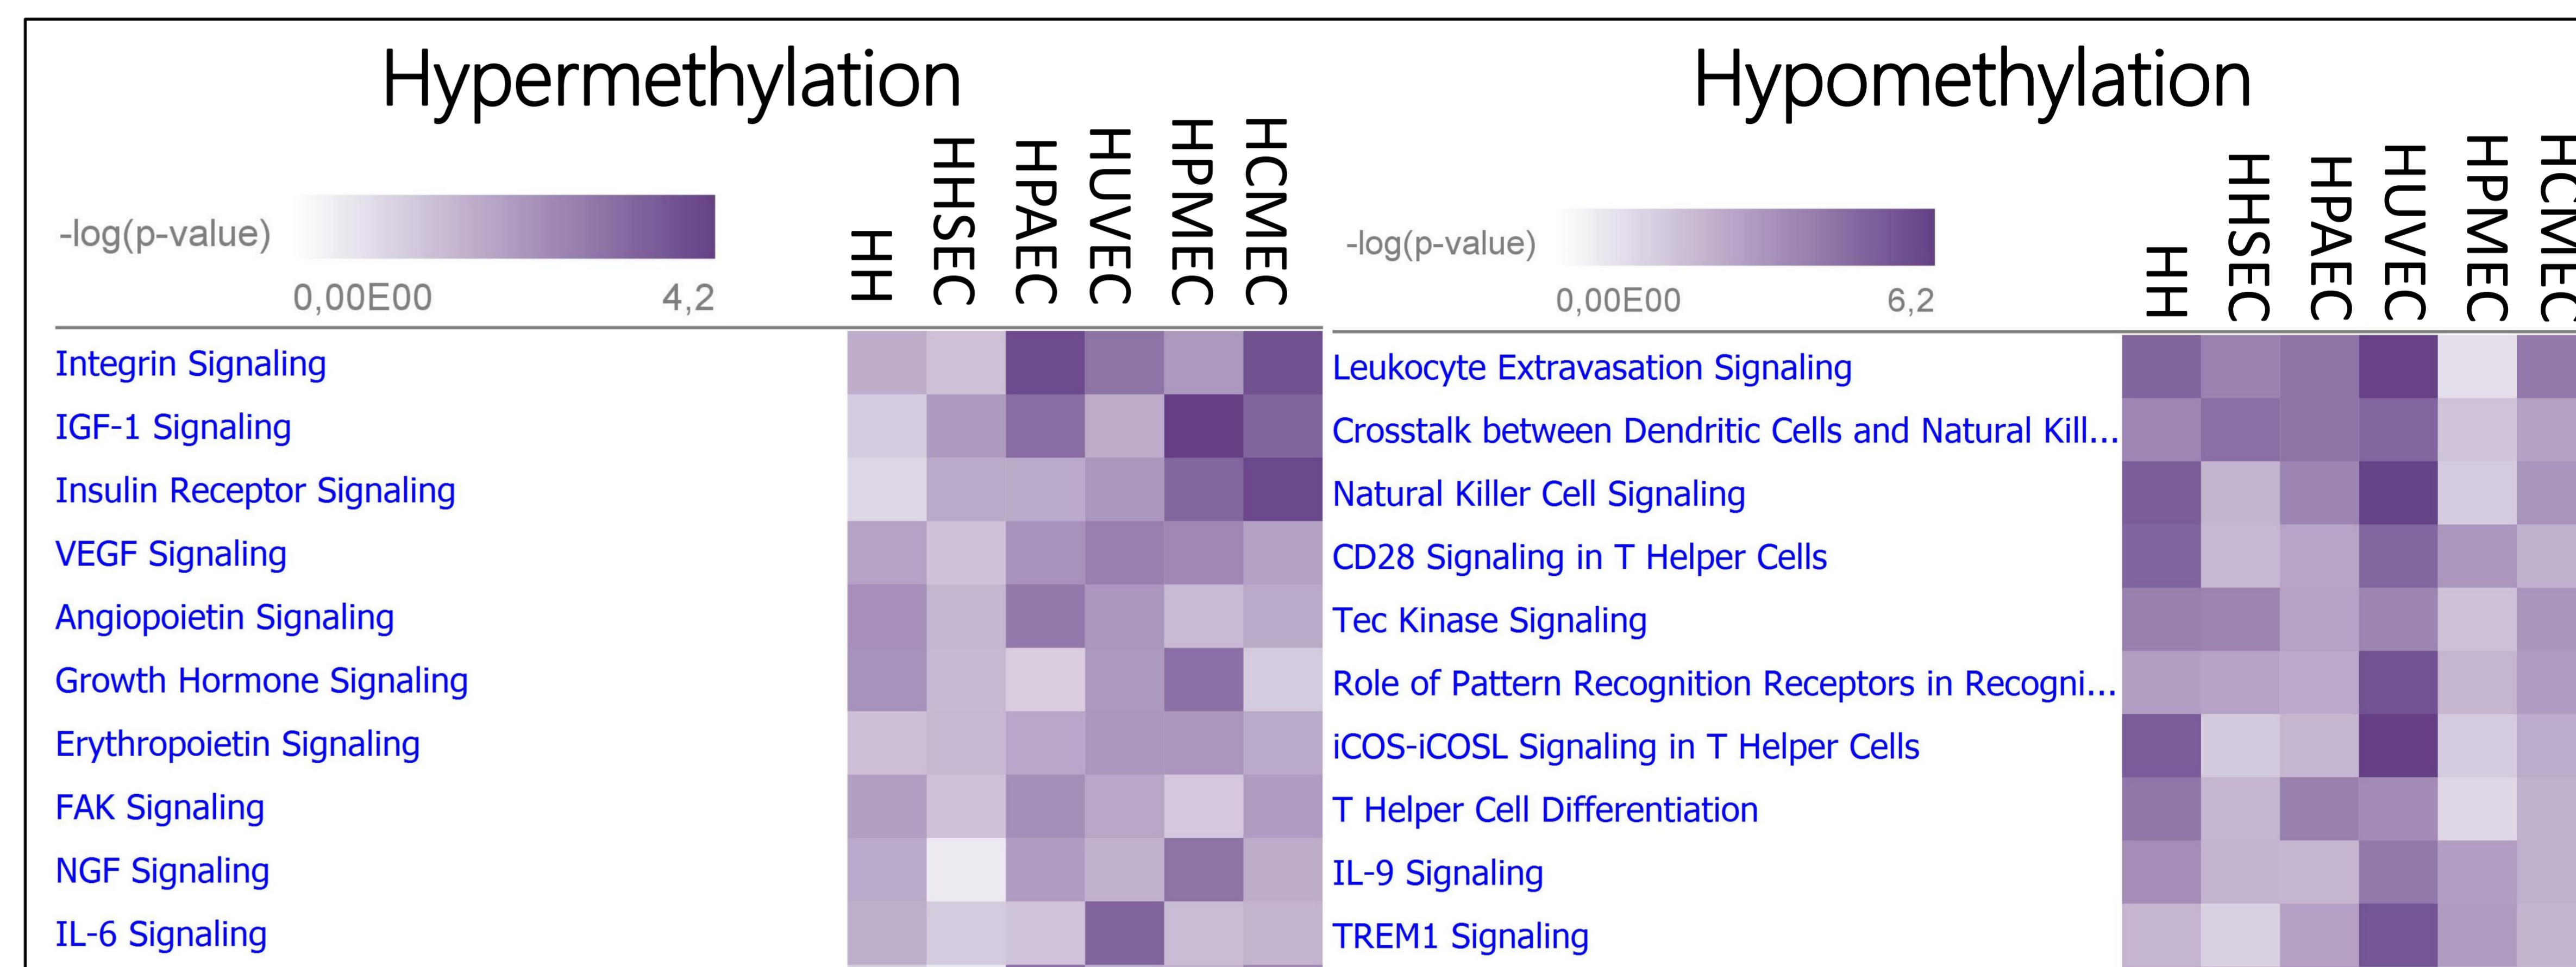 Hypermethylation
-log(p-value)
0,00E00
4,2
HH
HHSEC
HPAEC
HUVEC
HPMEC
HCMEC
Integrin Signaling
IGF-1 Signaling
Insulin Receptor Signaling
VEGF Signaling
Angiopoietin Signaling
Growth Hormone Signaling
Erythropoietin Signaling
FAK Signaling
NGF Signaling
IL-6 Signaling
Hypomethylation
-log(p-value)
0,00E00
6,2
HH
HHSEC
HPAEC
HUVEC
HPMEC
HCMEC
Leukocyte Extravasation Signaling
Crosstalk between Dendritic Cells and Natural Kill...
Natural Killer Cell Signaling
CD28 Signaling in T Helper Cells
Tec Kinase Signaling
Role of Pattern Recognition Receptors in Recogni...
iCOS-iCOSL Signaling in T Helper Cells
T Helper Cell Differentiation
IL-9 Signaling
TREM1 Signaling